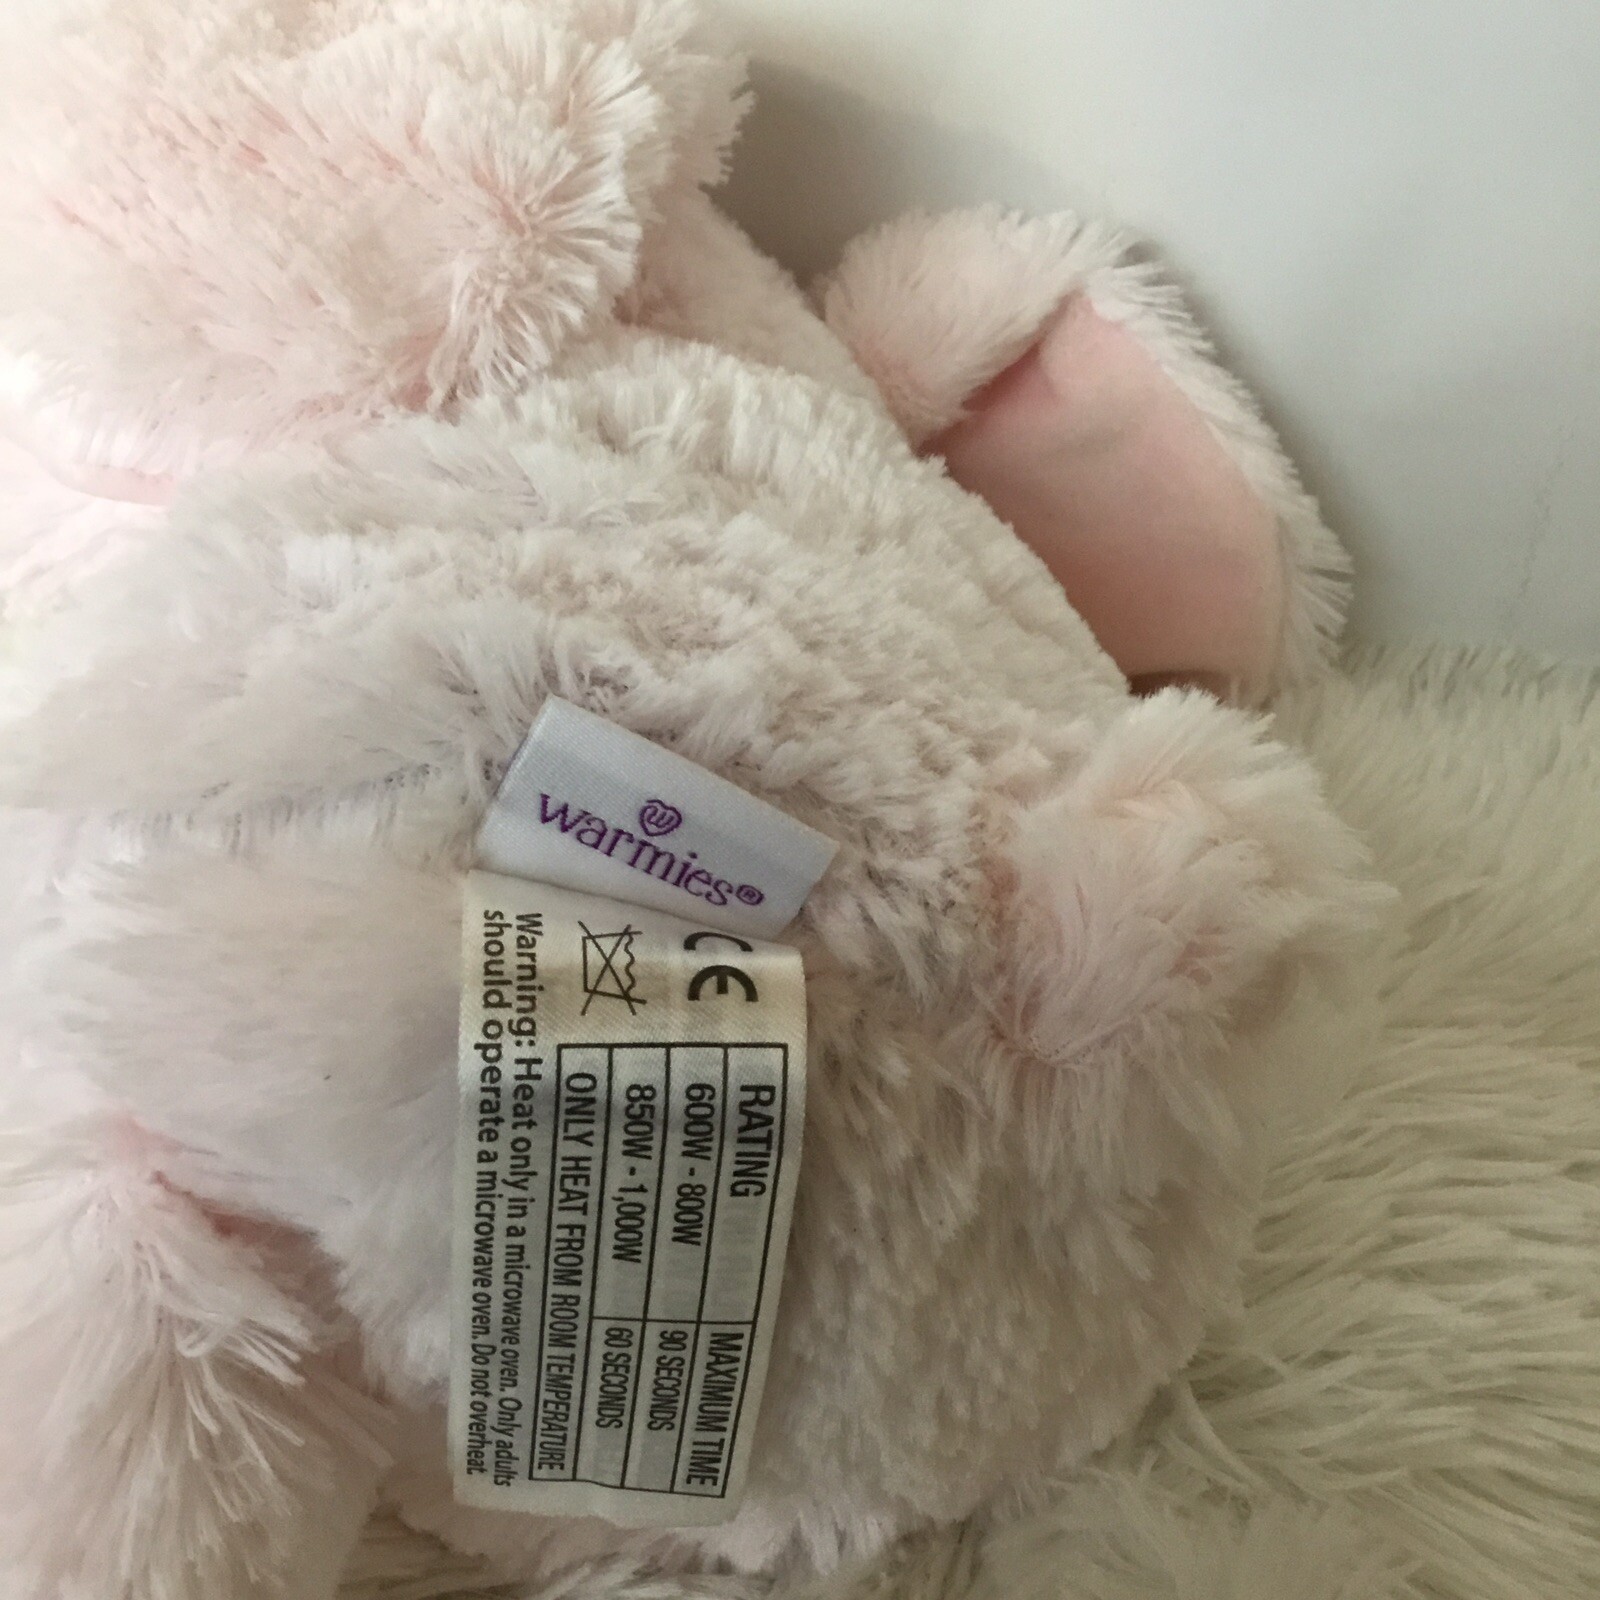 warmies®
CE
RATING MAXIMUM TIME
600W - 800W 90 SECONDS
850W - 1,000W 60 SECONDS
ONLY HEAT FROM ROOM TEMPERATURE
Warning: Heat only in a microwave oven. Only adults
should operate a microwave oven. Do not overheat.